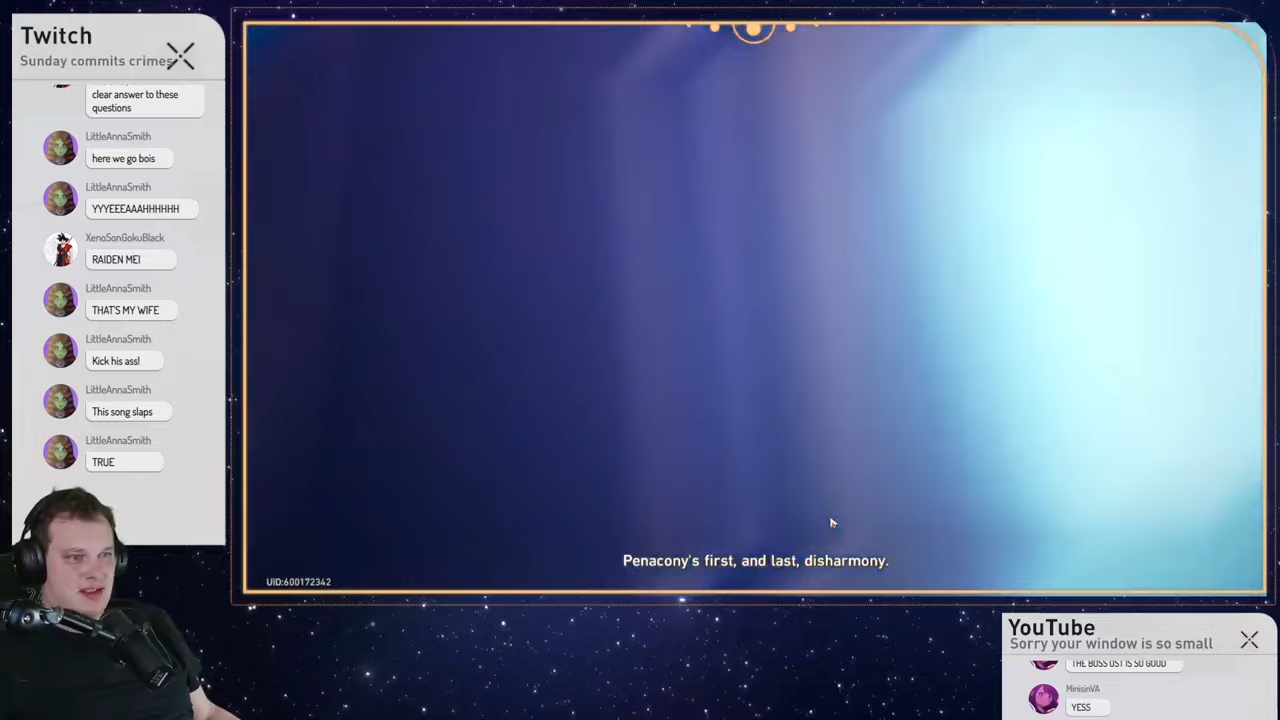 Twitch
Sunday commits crimes
clear answer to these
questions
LittleAnnaSmith
here we go bois
LittleAnnaSmith
YYYEEEAAAHHHHHH
XenoSonGokuBlack
RAIDEN MEI
LittleAnnaSmith
THAT'S MY WIFE
LittleAnnaSmith
Kick his ass!
LittleAnnaSmith
This song slaps
LittleAnnaSmith
TRUE
Penacony's first, and last, disharmony.
UID:600172342
YouTube
Sorry your window is so small
THE BOSS OST IS SO GOOD
MinisinVA
YESS